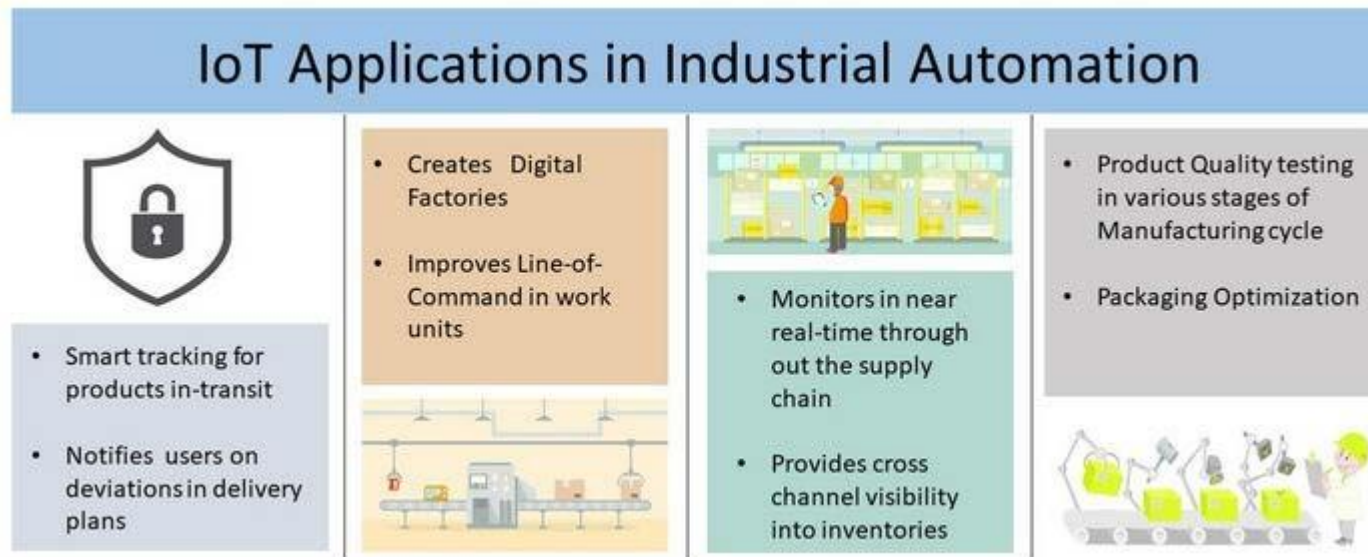 IoT Applications in Industrial Automation
• Smart tracking for
products in-transit
• Notifies users on
deviations in delivery
plans
• Creates Digital
Factories
• Improves Line-of-
Command in work
units
• Monitors in near
real-time through
out the supply
chain
• Provides cross
channel visibility
into inventories
• Product Quality testing
in various stages of
Manufacturing cycle
• Packaging Optimization